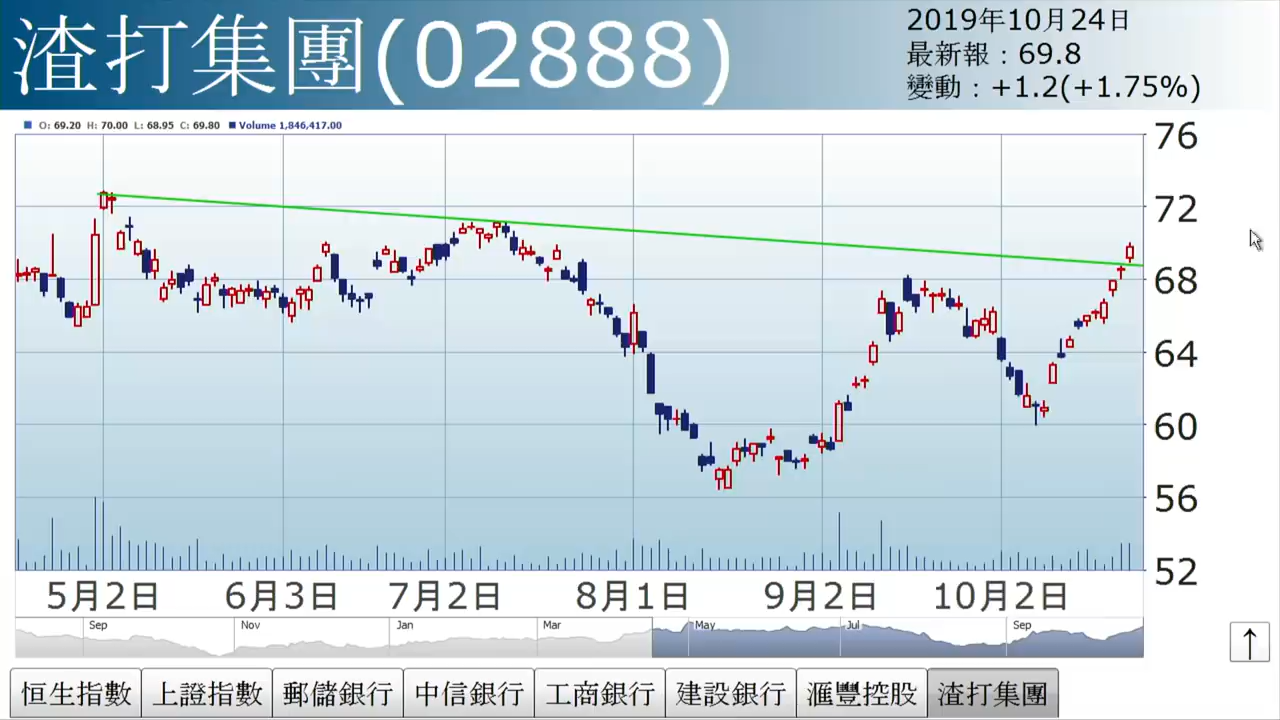 渣打集團(02888)
2019年10月24日
最新報：69.8
變動：+1.2(+1.75%)
O: 69.20 H: 70.00 L: 68.95 C: 69.80 Volume 1,846,417.00
76
72
68
64
60
56
52
5月2日 6月3日 7月2日 8月1日 9月2日 10月2日
Sep Nov Jan Mar May Jul Sep
↑
恒生指數 上證指數 郵儲銀行 中信銀行 工商銀行 建設銀行 滙豐控股 渣打集團